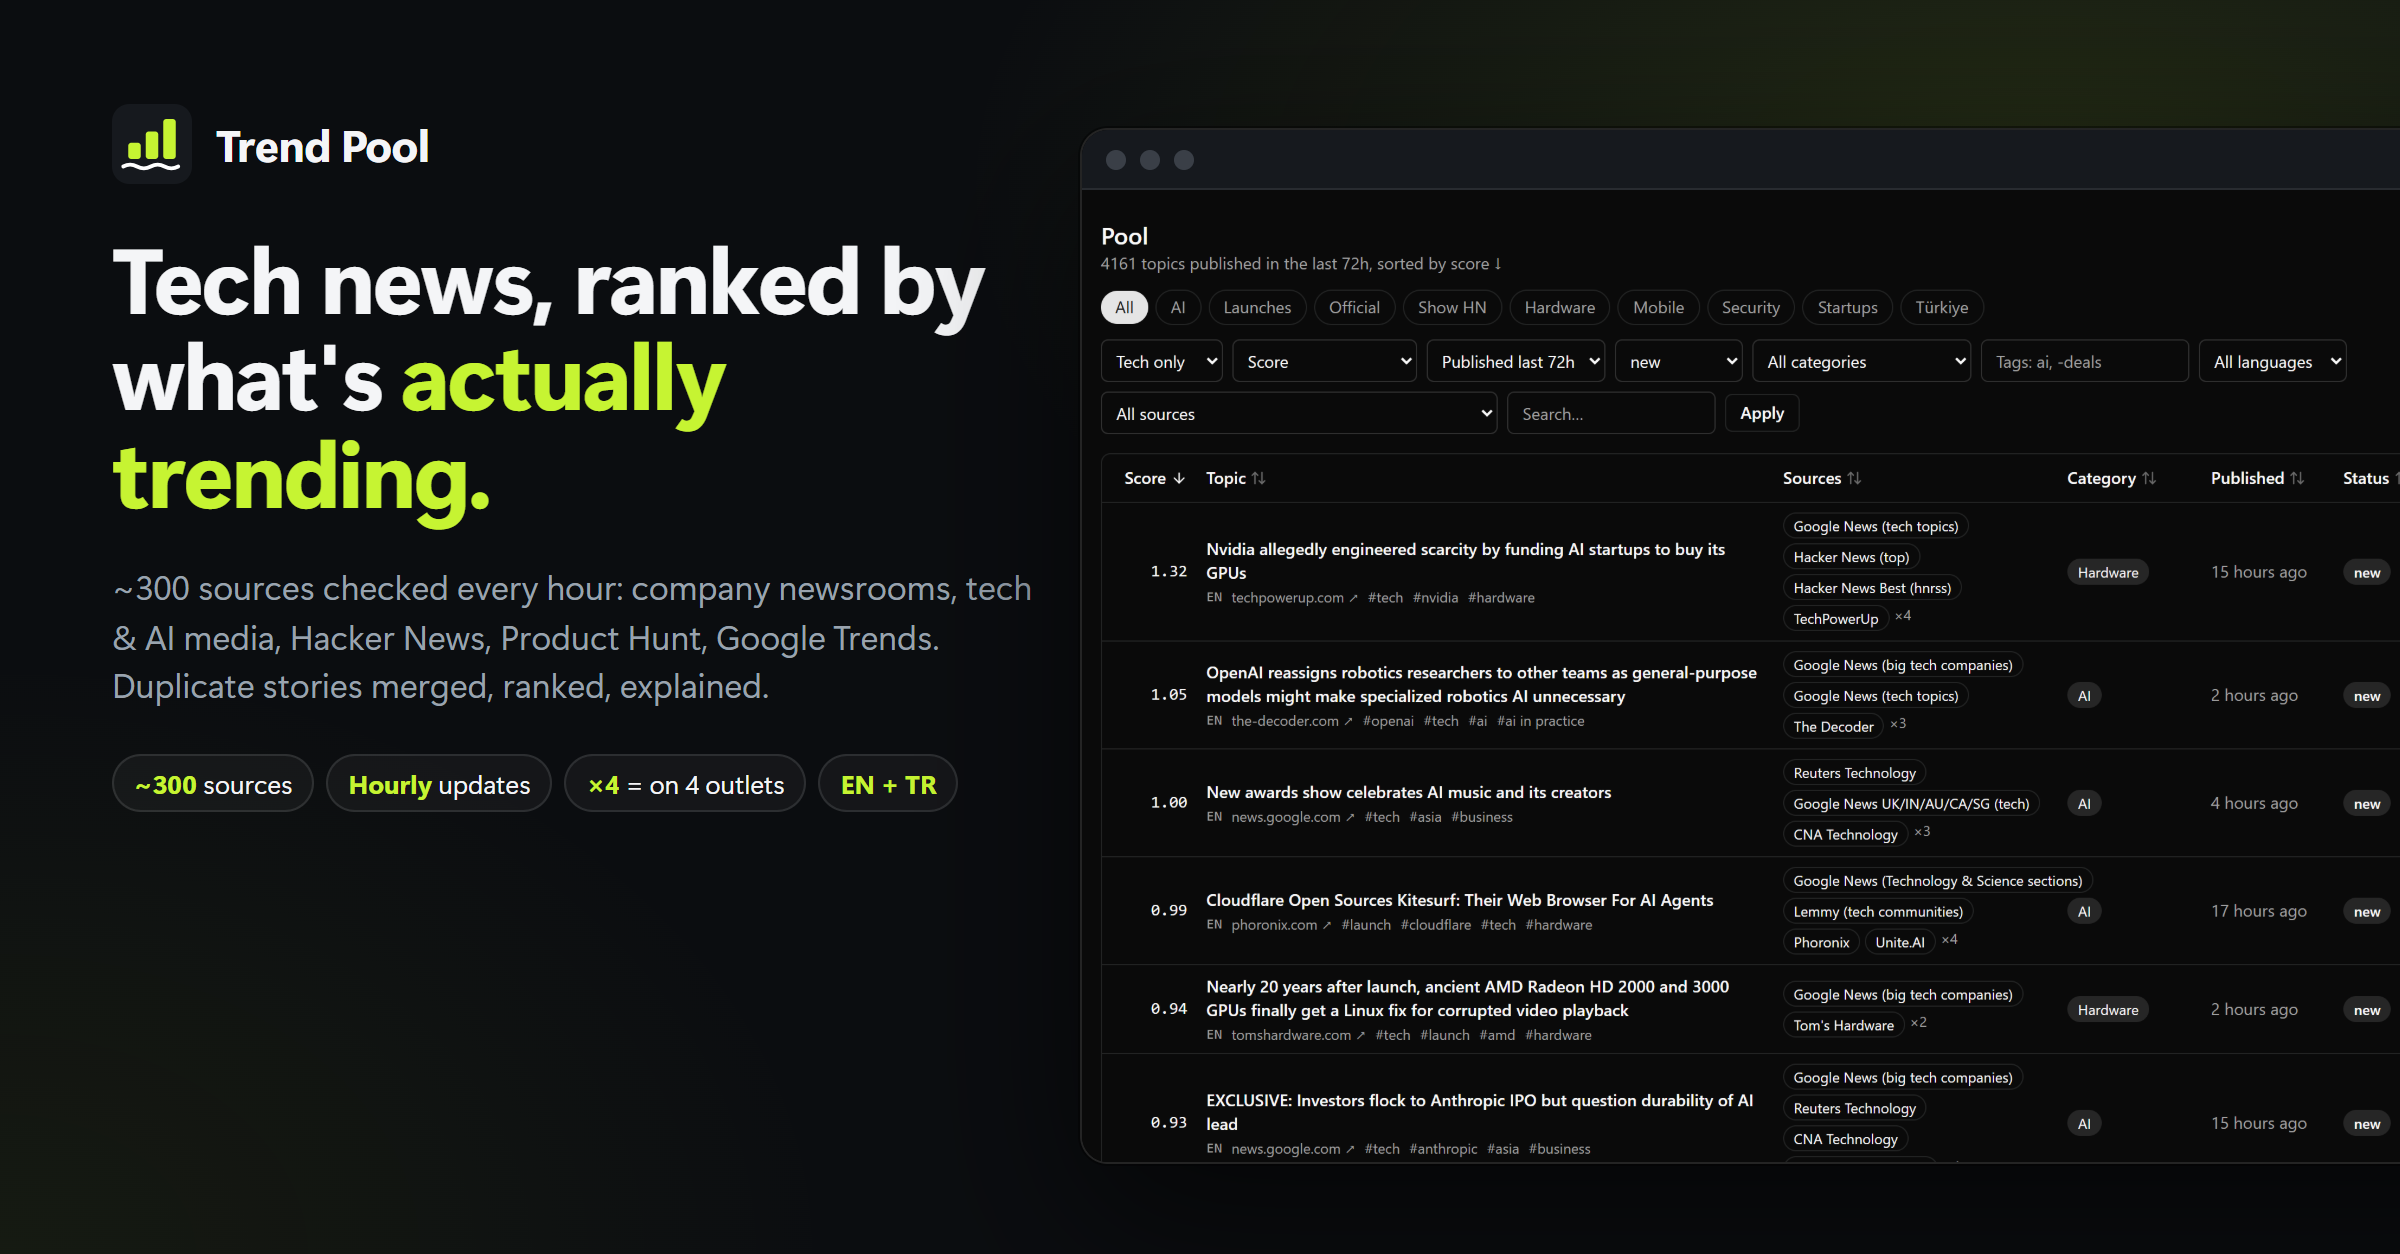 Trend Pool
Tech news, ranked by
what's actually
trending.
~300 sources checked every hour: company newsrooms, tech
& AI media, Hacker News, Product Hunt, Google Trends.
Duplicate stories merged, ranked, explained.
~300 sources
Hourly updates
×4 = on 4 outlets
EN + TR
Pool
4161 topics published in the last 72h, sorted by score ↓
All AI Launches Official Show HN Hardware Mobile Security Startups Türkiye
Tech only Score Published last 72h new All categories Tags: ai, -deals All languages
All sources Search... Apply
Score ↓ Topic ↑↓ Sources ↑↓ Category ↑↓ Published ↑↓ Status ↑
1.32
Nvidia allegedly engineered scarcity by funding AI startups to buy its
GPUs
EN techpowerup.com ↗ #tech #nvidia #hardware
Google News (tech topics)
Hacker News (top)
Hacker News Best (hnrss)
TechPowerUp ×4
Hardware
15 hours ago
new
1.05
OpenAI reassigns robotics researchers to other teams as general-purpose
models might make specialized robotics AI unnecessary
EN the-decoder.com ↗ #openai #tech #ai #ai in practice
Google News (big tech companies)
Google News (tech topics)
The Decoder ×3
AI
2 hours ago
new
1.00
New awards show celebrates AI music and its creators
EN news.google.com ↗ #tech #asia #business
Reuters Technology
Google News UK/IN/AU/CA/SG (tech)
CNA Technology ×3
AI
4 hours ago
new
0.99
Cloudflare Open Sources Kitesurf: Their Web Browser For AI Agents
EN phoronix.com ↗ #launch #cloudflare #tech #hardware
Google News (Technology & Science sections)
Lemmy (tech communities)
Phoronix Unite.AI ×4
AI
17 hours ago
new
0.94
Nearly 20 years after launch, ancient AMD Radeon HD 2000 and 3000
GPUs finally get a Linux fix for corrupted video playback
EN tomshardware.com ↗ #tech #launch #amd #hardware
Google News (big tech companies)
Tom's Hardware ×2
Hardware
2 hours ago
new
0.93
EXCLUSIVE: Investors flock to Anthropic IPO but question durability of AI
lead
EN news.google.com ↗ #tech #anthropic #asia #business
Google News (big tech companies)
Reuters Technology
CNA Technology
AI
15 hours ago
new